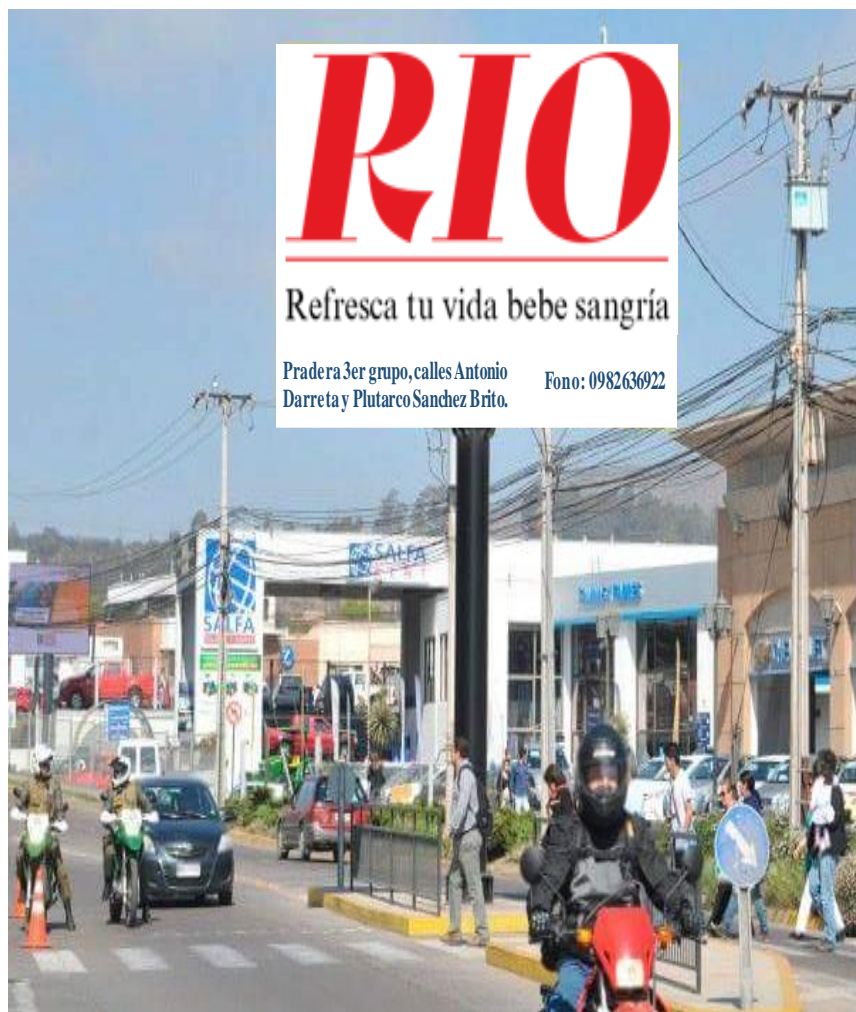 RIO
Refresca tu vida bebe sangría
Pradera 3er grupo, calles Antonio
Darreta y Plutarco Sanchez Brito.
Fono: 0982636922
SALFA
SALFA
RENT